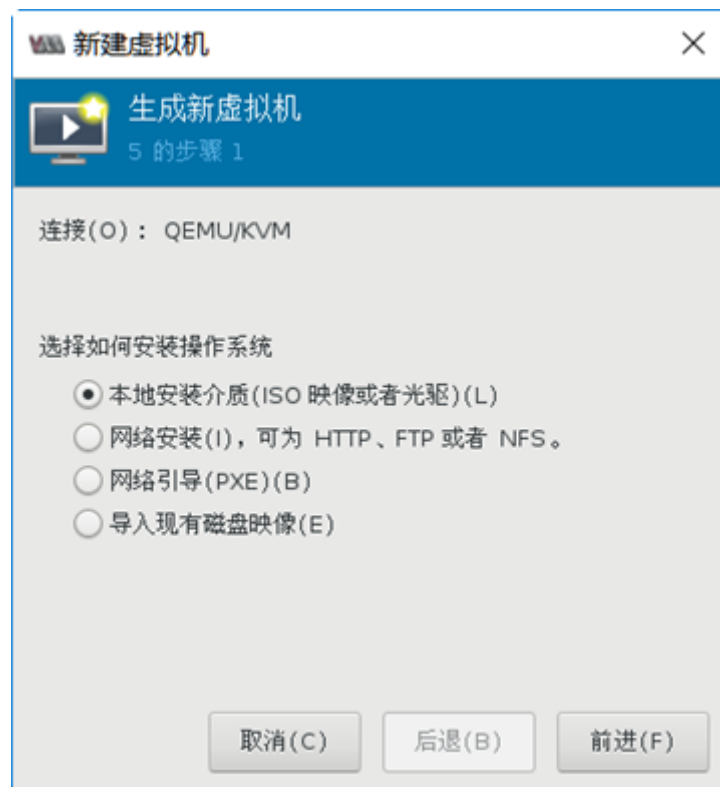 新建虚拟机
生成新虚拟机
5 的步骤 1
连接(O)： QEMU/KVM
选择如何安装操作系统
本地安装介质(ISO 映像或者光驱)(L)
网络安装(I)，可为 HTTP、FTP 或者 NFS。
网络引导(PXE)(B)
导入现有磁盘映像(E)
取消(C) 后退(B) 前进(F)